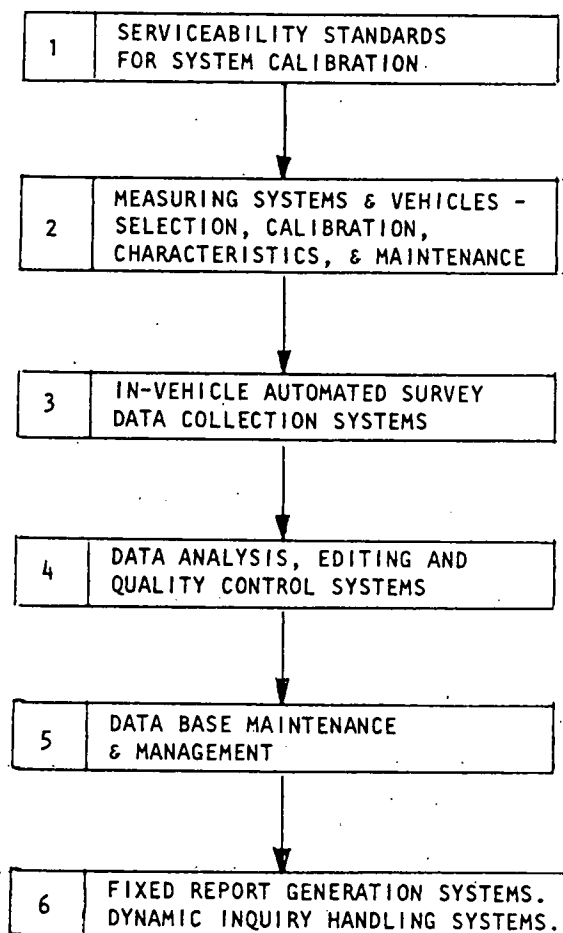 1 SERVICEABILITY STANDARDS
FOR SYSTEM CALIBRATION
2 MEASURING SYSTEMS & VEHICLES -
SELECTION, CALIBRATION,
CHARACTERISTICS, & MAINTENANCE
3 IN-VEHICLE AUTOMATED SURVEY
DATA COLLECTION SYSTEMS
4 DATA ANALYSIS, EDITING AND
QUALITY CONTROL SYSTEMS
5 DATA BASE MAINTENANCE
& MANAGEMENT
6 FIXED REPORT GENERATION SYSTEMS.
DYNAMIC INQUIRY HANDLING SYSTEMS.